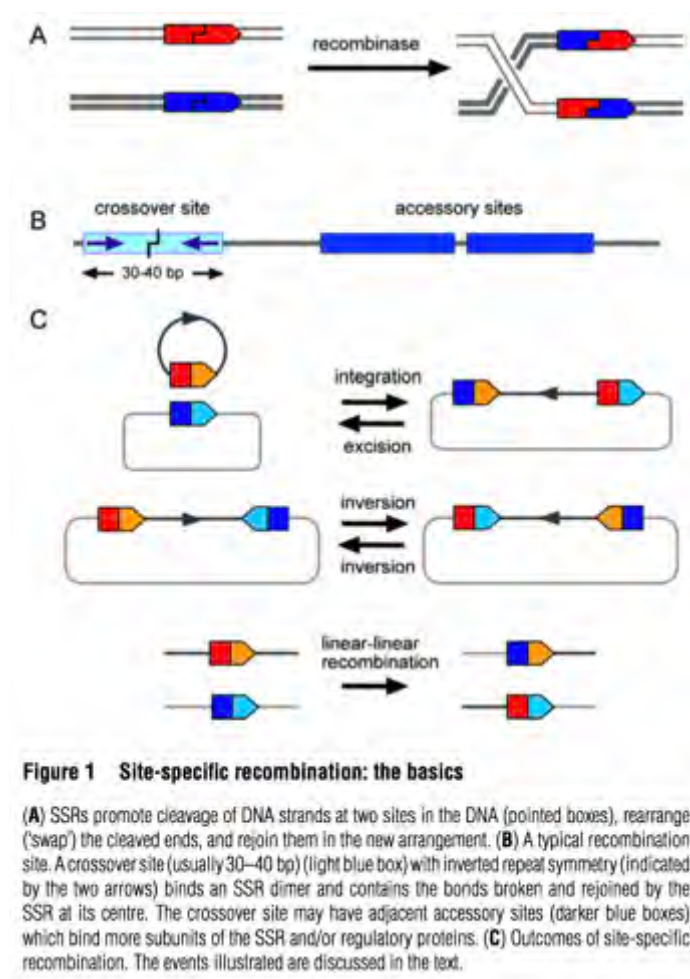 A
recombinase
B
crossover site
accessory sites
30-40 bp
C
integration
excision
inversion
inversion
linear-linear
recombination
Figure 1 Site-specific recombination: the basics
(A) SSRs promote cleavage of DNA strands at two sites in the DNA (pointed boxes), rearrange
('swap') the cleaved ends, and rejoin them in the new arrangement. (B) A typical recombination
site. A crossover site (usually 30–40 bp) (light blue box) with inverted repeat symmetry (indicated
by the two arrows) binds an SSR dimer and contains the bonds broken and rejoined by the
SSR at its centre. The crossover site may have adjacent accessory sites (darker blue boxes)
which bind more subunits of the SSR and/or regulatory proteins. (C) Outcomes of site-specific
recombination. The events illustrated are discussed in the text.